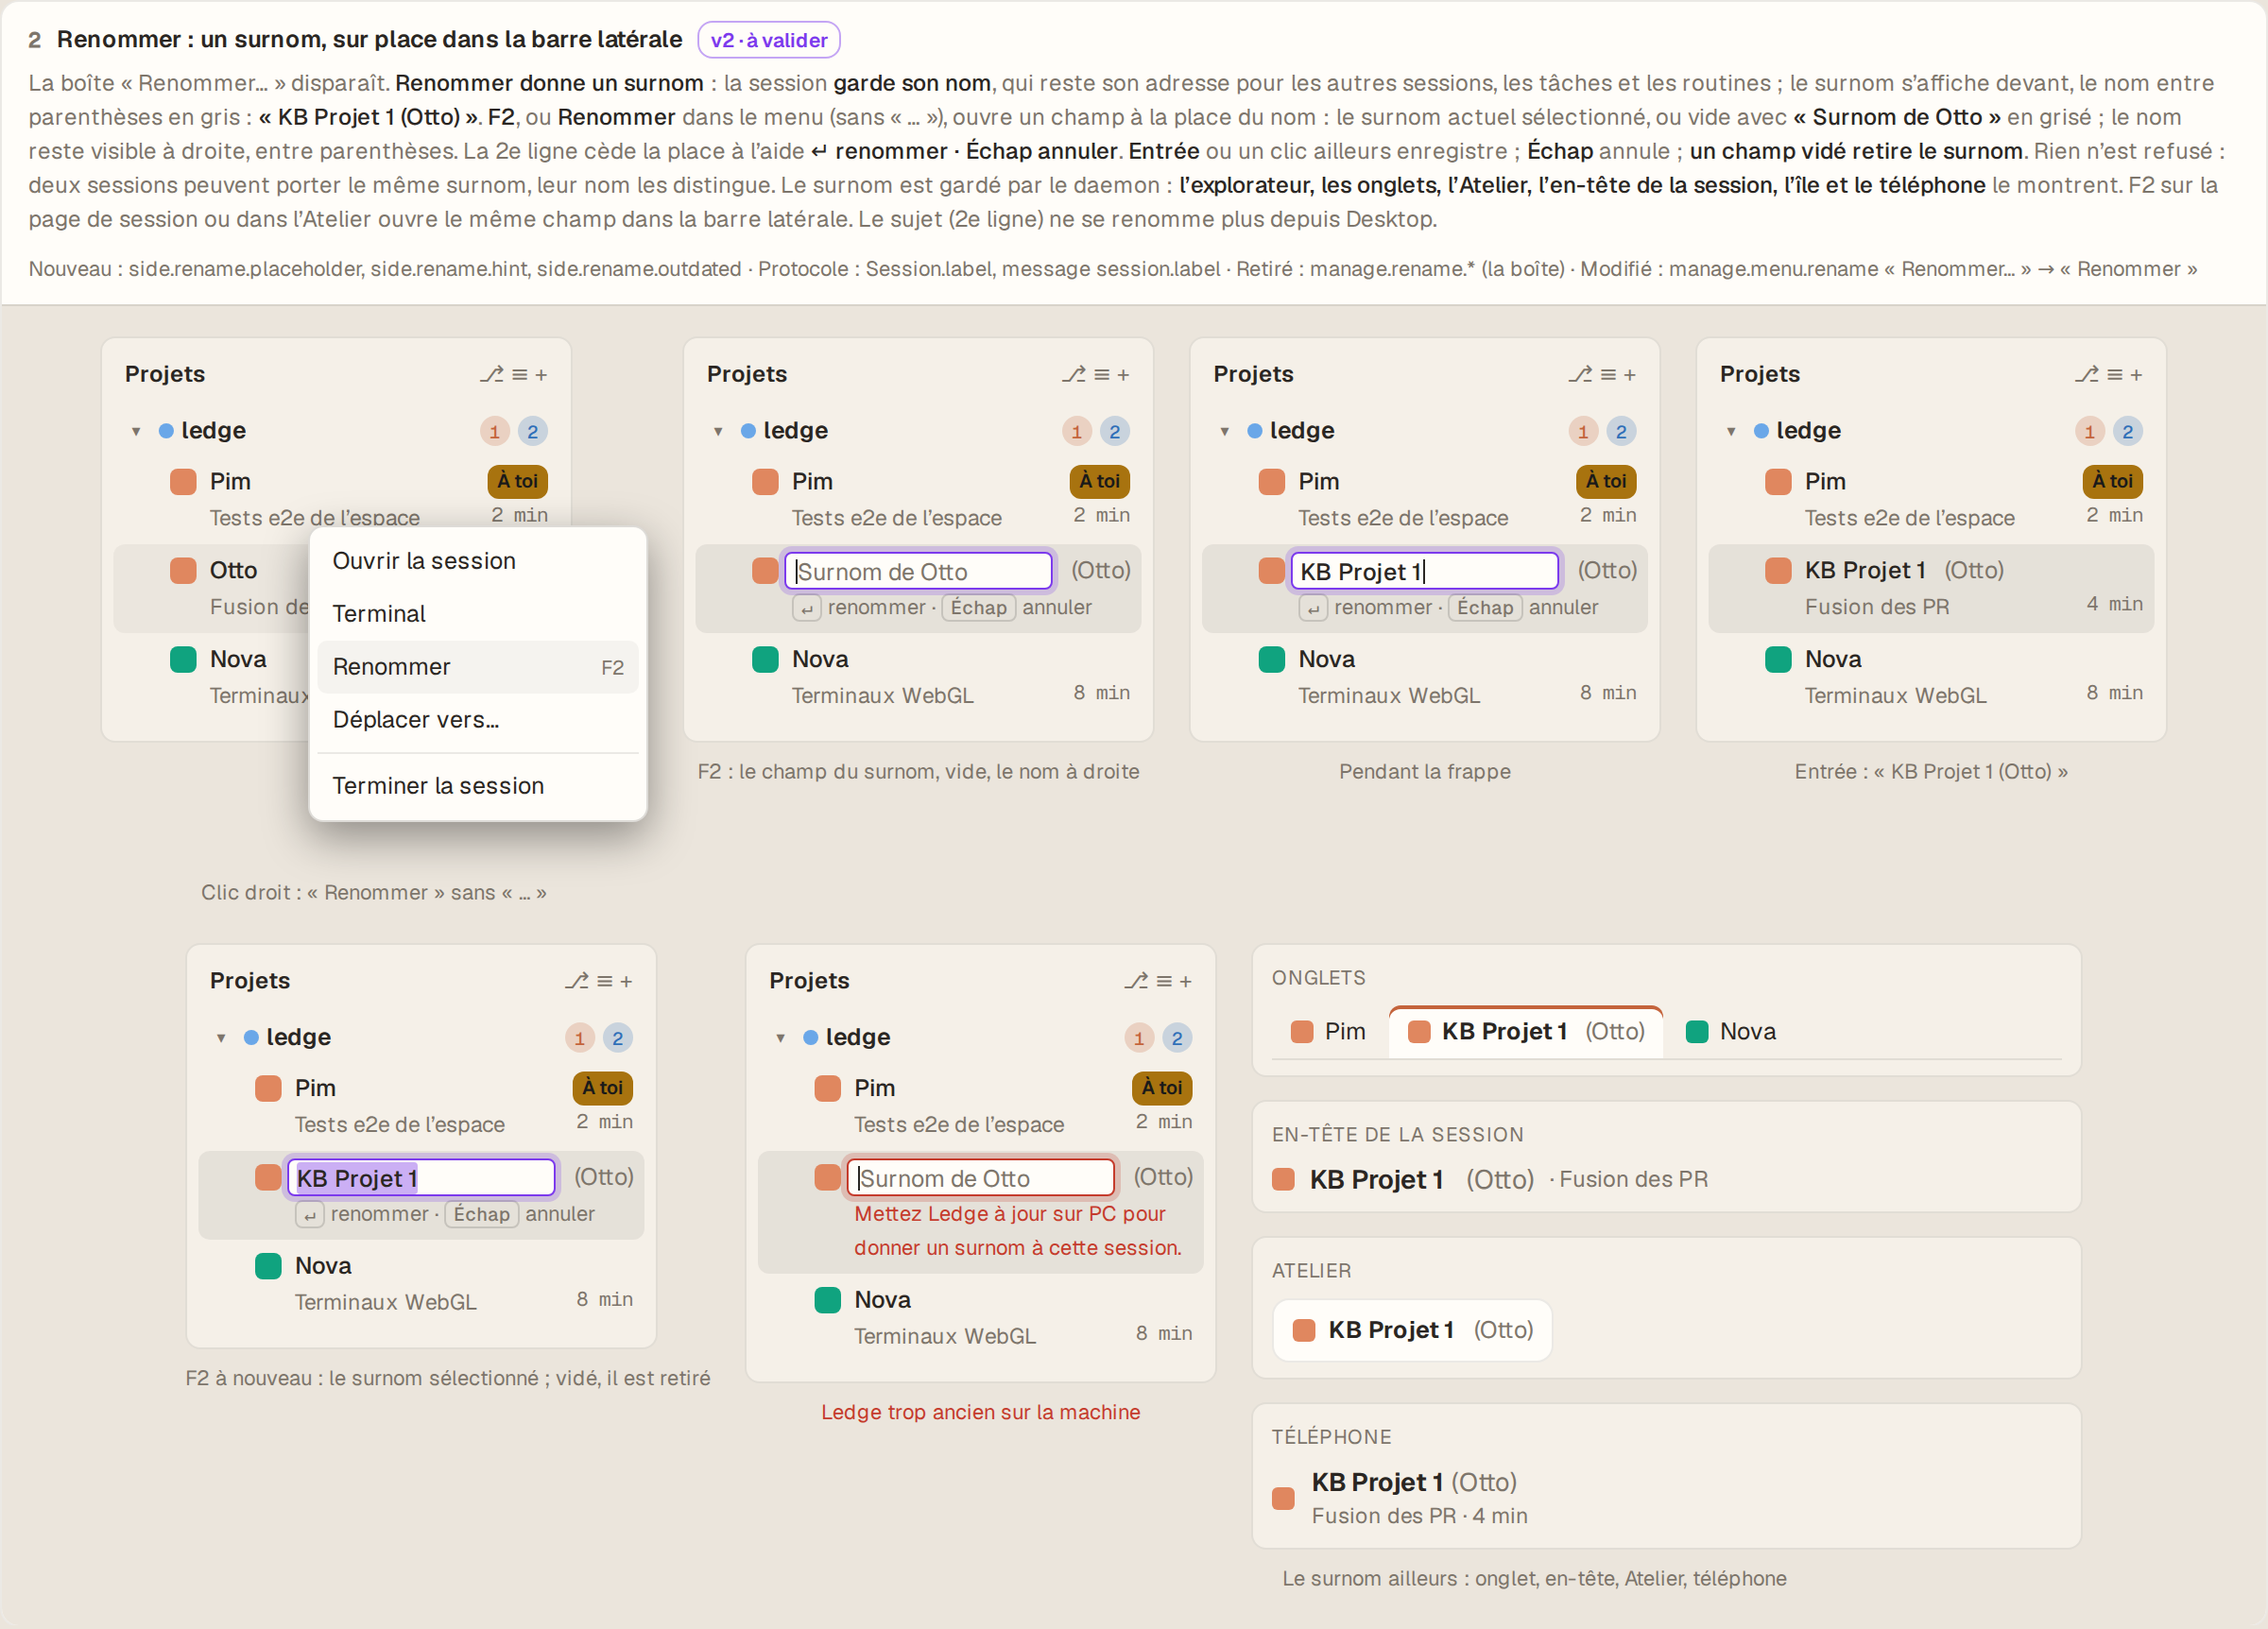 2 Renommer : un surnom, sur place dans la barre latérale v2 · à valider
La boîte « Renommer… » disparaît. Renommer donne un surnom : la session garde son nom, qui reste son adresse pour les autres sessions, les tâches et les routines ; le surnom s’affiche devant, le nom entre
parenthèses en gris : « KB Projet 1 (Otto) ». F2, ou Renommer dans le menu (sans « … »), ouvre un champ à la place du nom : le surnom actuel sélectionné, ou vide avec « Surnom de Otto » en grisé ; le nom
reste visible à droite, entre parenthèses. La 2e ligne cède la place à l’aide ↵ renommer · Échap annuler. Entrée ou un clic ailleurs enregistre ; Échap annule ; un champ vidé retire le surnom. Rien n’est refusé :
deux sessions peuvent porter le même surnom, leur nom les distingue. Le surnom est gardé par le daemon : l’explorateur, les onglets, l’Atelier, l’en-tête de la session, l’île et le téléphone le montrent. F2 sur la
page de session ou dans l’Atelier ouvre le même champ dans la barre latérale. Le sujet (2e ligne) ne se renomme plus depuis Desktop.
Nouveau : side.rename.placeholder, side.rename.hint, side.rename.outdated · Protocole : Session.label, message session.label · Retiré : manage.rename.* (la boîte) · Modifié : manage.menu.rename « Renommer… » → « Renommer »
Projets ⎇ ≡ +
▾ ledge 1 2
Pim À toi
Tests e2e de l’espace 2 min
Otto
Fusion de
Nova
Terminaux
Ouvrir la session
Terminal
Renommer F2
Déplacer vers…
Terminer la session
Clic droit : « Renommer » sans « … »
Projets ⎇ ≡ +
▾ ledge 1 2
Pim À toi
Tests e2e de l’espace 2 min
Surnom de Otto (Otto)
↵ renommer · Échap annuler
Nova
Terminaux WebGL 8 min
F2 : le champ du surnom, vide, le nom à droite
Projets ⎇ ≡ +
▾ ledge 1 2
Pim À toi
Tests e2e de l’espace 2 min
KB Projet 1 (Otto)
↵ renommer · Échap annuler
Nova
Terminaux WebGL 8 min
Pendant la frappe
Projets ⎇ ≡ +
▾ ledge 1 2
Pim À toi
Tests e2e de l’espace 2 min
KB Projet 1 (Otto)
Fusion des PR 4 min
Nova
Terminaux WebGL 8 min
Entrée : « KB Projet 1 (Otto) »
Projets ⎇ ≡ +
▾ ledge 1 2
Pim À toi
Tests e2e de l’espace 2 min
KB Projet 1 (Otto)
↵ renommer · Échap annuler
Nova
Terminaux WebGL 8 min
F2 à nouveau : le surnom sélectionné ; vidé, il est retiré
Projets ⎇ ≡ +
▾ ledge 1 2
Pim À toi
Tests e2e de l’espace 2 min
Surnom de Otto (Otto)
Mettez Ledge à jour sur PC pour
donner un surnom à cette session.
Nova
Terminaux WebGL 8 min
Ledge trop ancien sur la machine
ONGLETS
Pim KB Projet 1 (Otto) Nova
EN-TÊTE DE LA SESSION
KB Projet 1 (Otto) · Fusion des PR
ATELIER
KB Projet 1 (Otto)
TÉLÉPHONE
KB Projet 1 (Otto)
Fusion des PR · 4 min
Le surnom ailleurs : onglet, en-tête, Atelier, téléphone